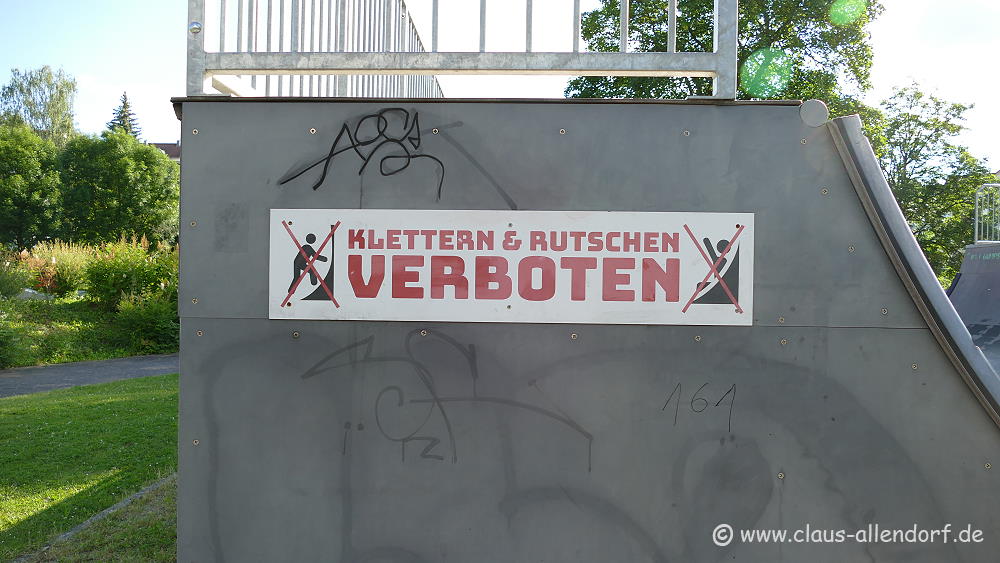 KLETTERN & RUTSCHEN
VERBOTEN
161
© www.claus-allendorf.de